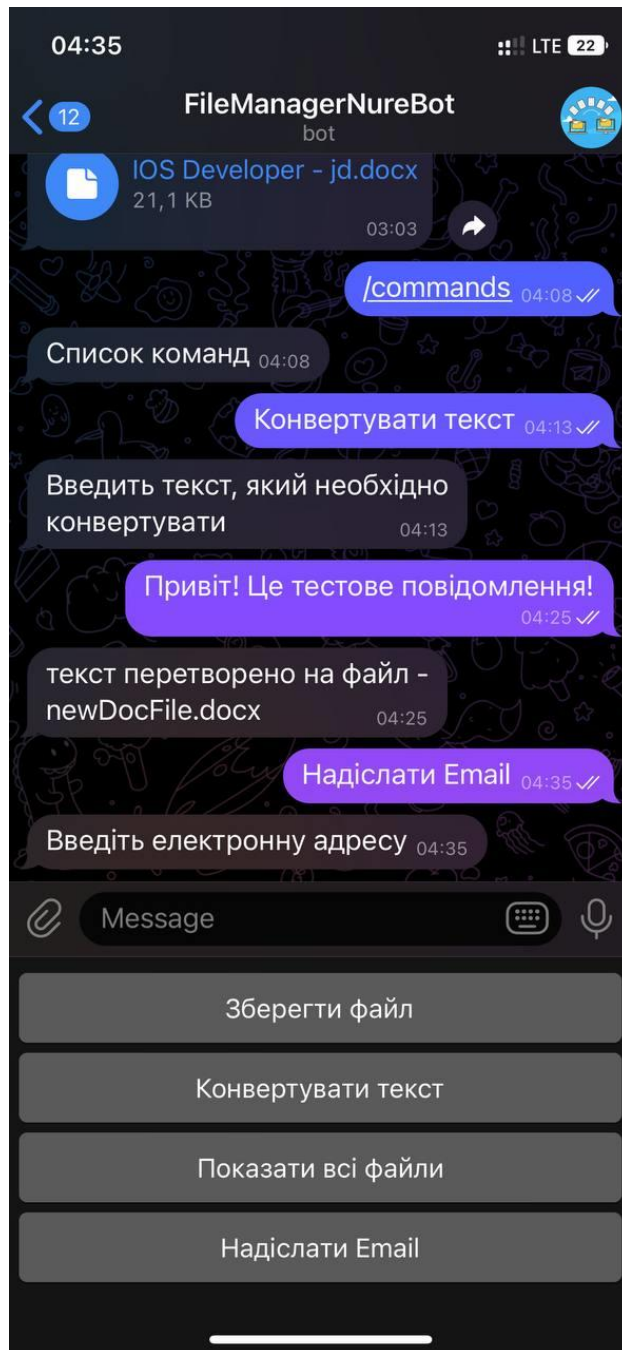 04:35
LTE 22
12
FileManagerNureBot
bot
IOS Developer - jd.docx
21,1 KB
03:03
/commands 04:08
Список команд 04:08
Конвертувати текст 04:13
Введить текст, який необхідно
конвертувати 04:13
Привіт! Це тестове повідомлення!
04:25
текст перетворено на файл -
newDocFile.docx 04:25
Надіслати Email 04:35
Введіть електронну адресу 04:35
Message
Зберегти файл
Конвертувати текст
Показати всі файли
Надіслати Email